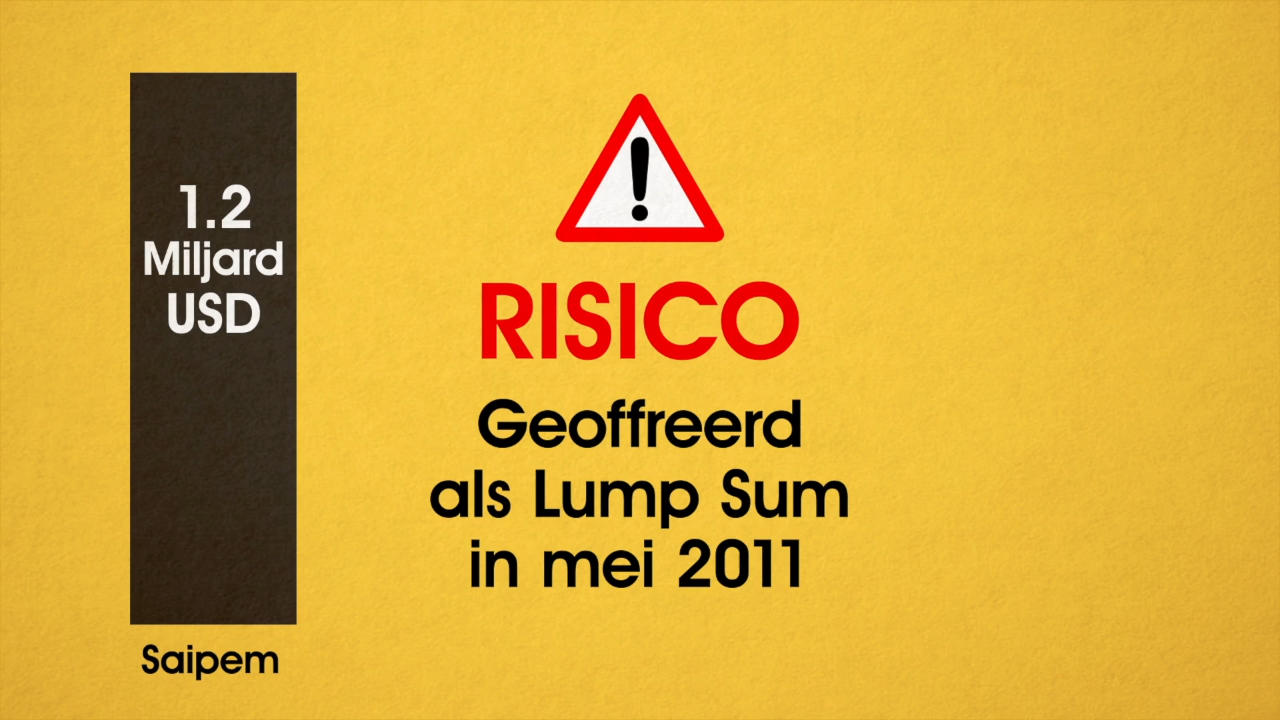 1.2
Miljard
USD
Saipem
!
RISICO
Geoffreerd
als Lump Sum
in mei 2011